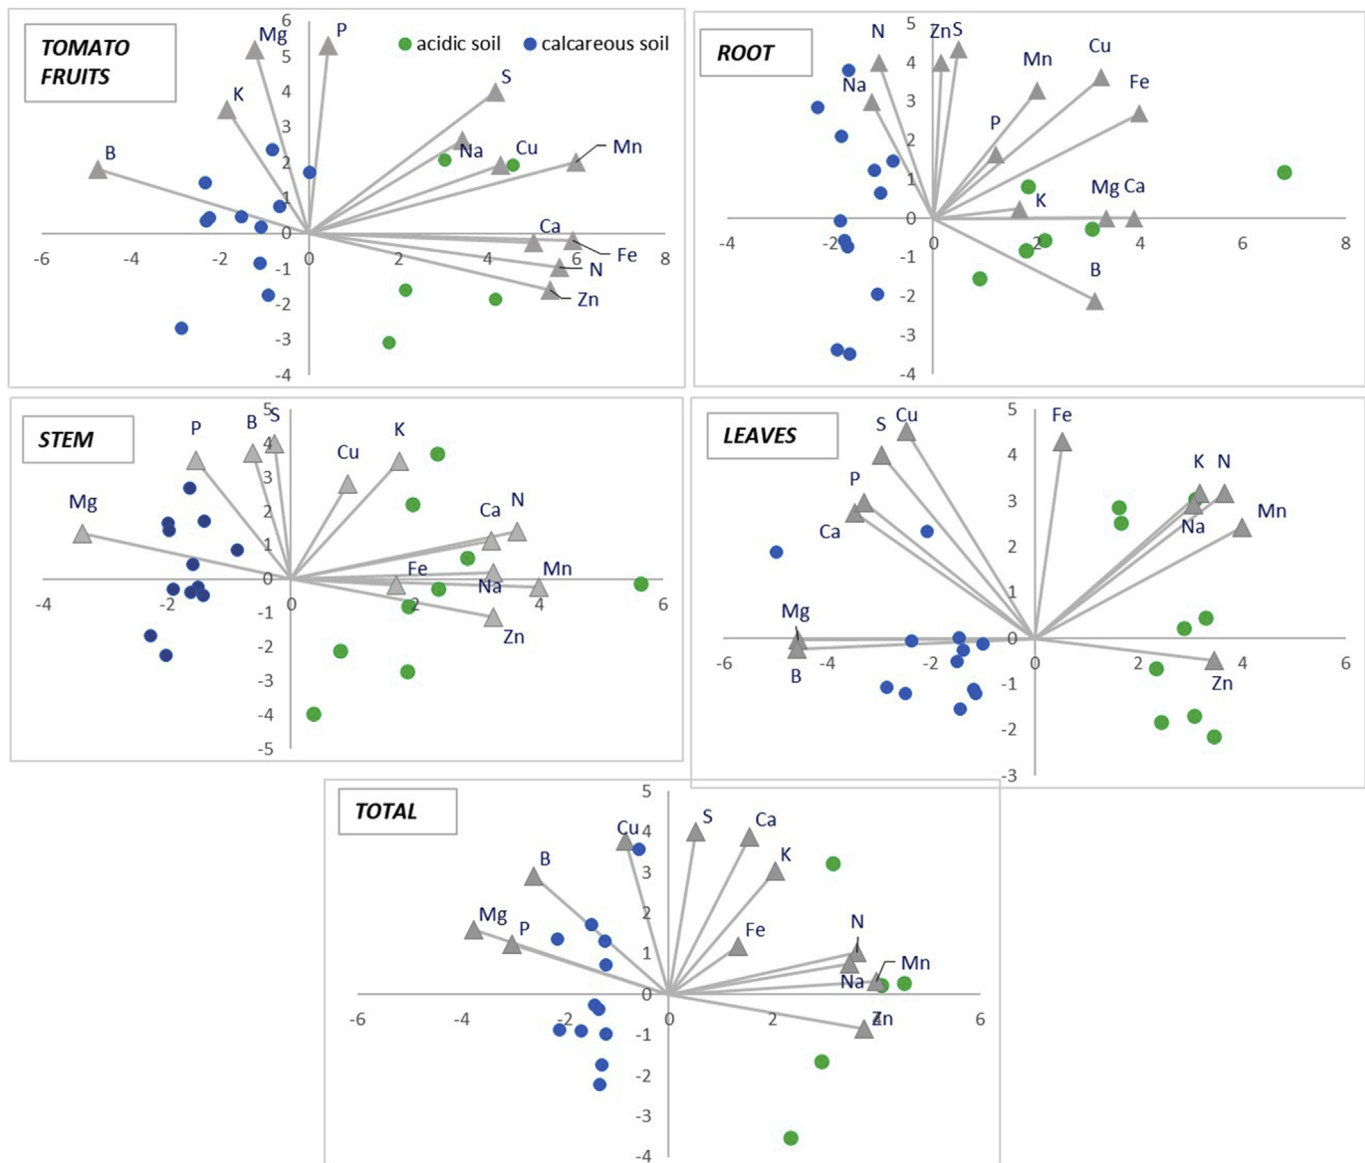 TOMATO
FRUITS
acidic soil
calcareous soil
Mg
P
K
S
B
Na
Cu
Mn
Ca
Fe
N
Zn
6
5
4
3
2
1
0
-1
-2
-3
-4
-6
-4
-2
0
2
4
6
8
ROOT
N
Zn
S
Na
Mn
Cu
Fe
P
K
Mg
Ca
B
5
4
3
2
1
0
-1
-2
-3
-4
-4
-2
0
2
4
6
8
STEM
P
B
S
Cu
K
Mg
Ca
N
Fe
Na
Mn
Zn
5
4
3
2
1
0
-1
-2
-3
-4
-5
-4
-2
0
2
4
6
LEAVES
S
Cu
Fe
P
Ca
K
N
Na
Mn
Mg
B
Zn
5
4
3
2
1
0
-1
-2
-3
-6
-4
-2
0
2
4
6
TOTAL
Cu
S
Ca
K
B
Mg
P
Fe
N
Na
Mn
Zn
5
4
3
2
1
0
-1
-2
-3
-4
-6
-4
-2
0
2
4
6